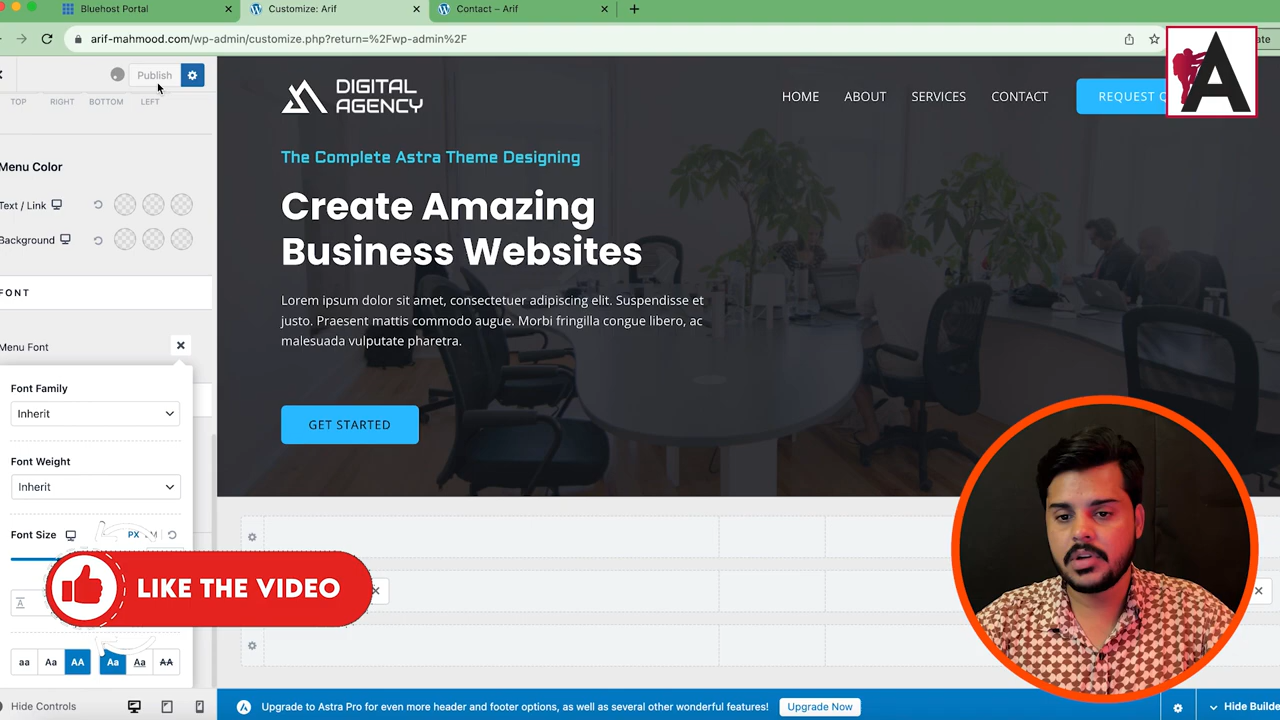 Bluehost Portal
Customize: Arif
Contact – Arif
arif-mahmood.com/wp-admin/customize.php?return=%2Fwp-admin%2F
Publish
TOP RIGHT BOTTOM LEFT
Menu Color
Text / Link
Background
FONT
Menu Font
Font Family
Inherit
Font Weight
Inherit
Font Size
PX
aa Aa AA Aa Aa AA
Hide Controls
LIKE THE VIDEO
DIGITAL
AGENCY
HOME ABOUT SERVICES CONTACT
REQUEST
A
The Complete Astra Theme Designing
Create Amazing
Business Websites
Lorem ipsum dolor sit amet, consectetuer adipiscing elit. Suspendisse et
justo. Praesent mattis commodo augue. Morbi fringilla congue libero, ac
malesuada vulputate pharetra.
GET STARTED
Upgrade to Astra Pro for even more header and footer options, as well as several other wonderful features!
Upgrade Now
Hide Builde